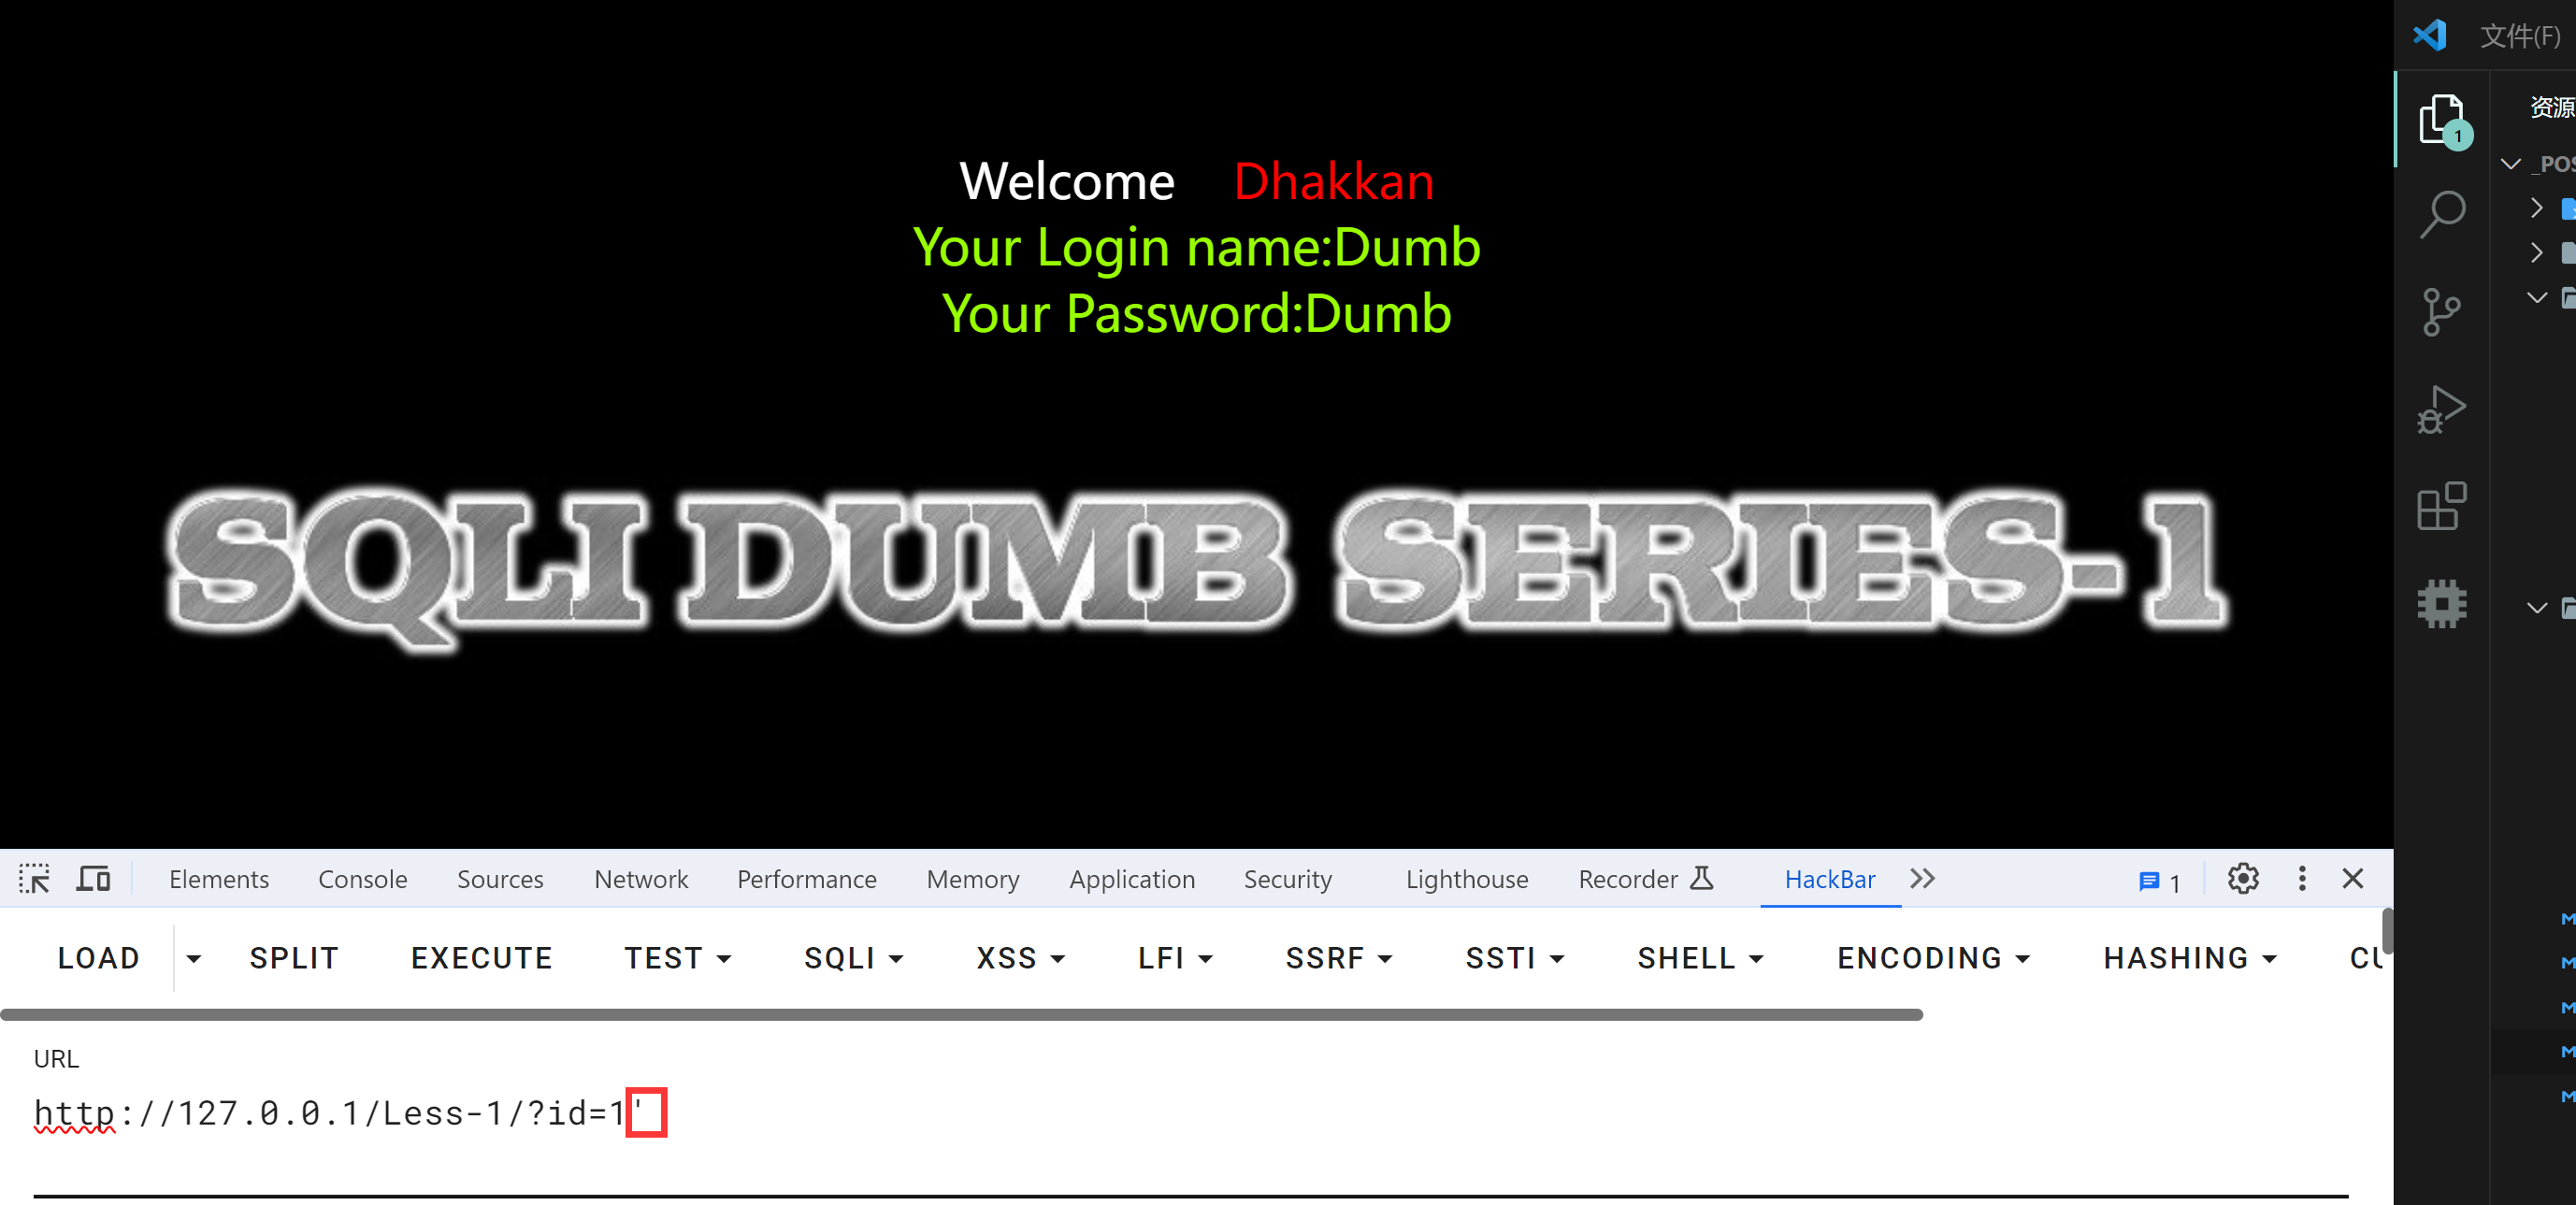 Welcome Dhakkan
Your Login name:Dumb
Your Password:Dumb
SQLI DUMB SERIES-1
文件(F)
资源
1
_POS
Elements Console Sources Network Performance Memory Application Security Lighthouse Recorder HackBar 1
LOAD SPLIT EXECUTE TEST SQLI XSS LFI SSRF SSTI SHELL ENCODING HASHING
URL
http://127.0.0.1/Less-1/?id=1'